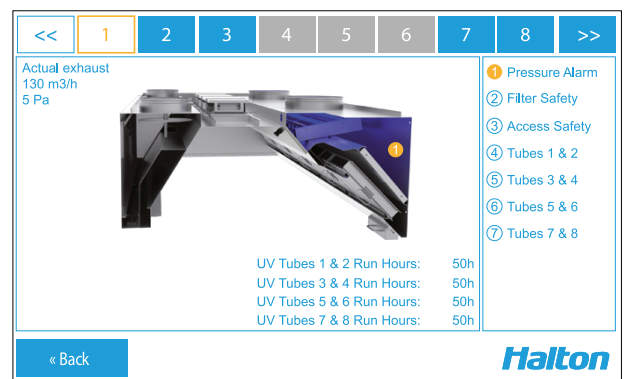 << 1 2 3 4 5 6 7 8 >>
Actual exhaust
130 m3/h
5 Pa
1
1 Pressure Alarm
2 Filter Safety
3 Access Safety
4 Tubes 1 & 2
5 Tubes 3 & 4
6 Tubes 5 & 6
7 Tubes 7 & 8
UV Tubes 1 & 2 Run Hours: 50h
UV Tubes 3 & 4 Run Hours: 50h
UV Tubes 5 & 6 Run Hours: 50h
UV Tubes 7 & 8 Run Hours: 50h
« Back
Halton